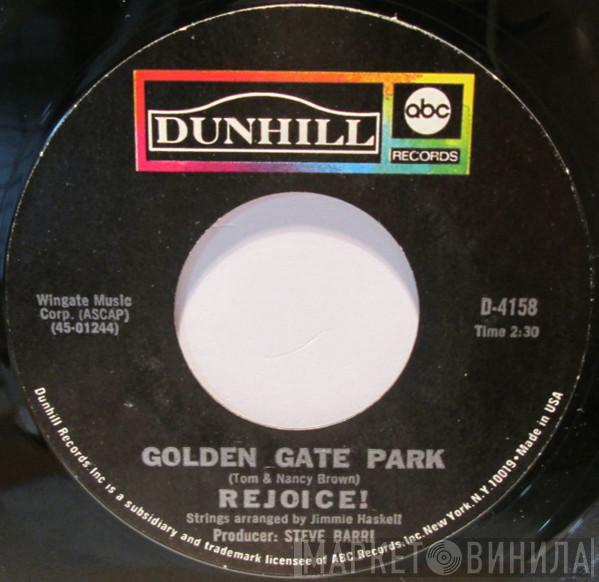 DUNHILL
abc
RECORDS
Wingate Music
Corp. (ASCAP)
(45-01244)
D-4158
Time 2:30
GOLDEN GATE PARK
(Tom & Nancy Brown)
REJOICE!
Strings arranged by Jimmie Haskell
Producer: STEVE BARRI
Dunhill Records Inc is a subsidiary and trademark licensee of ABC Records, Inc. New York, N.Y. 10019 • Made in USA
МАРКЕТОВИНИЛА!